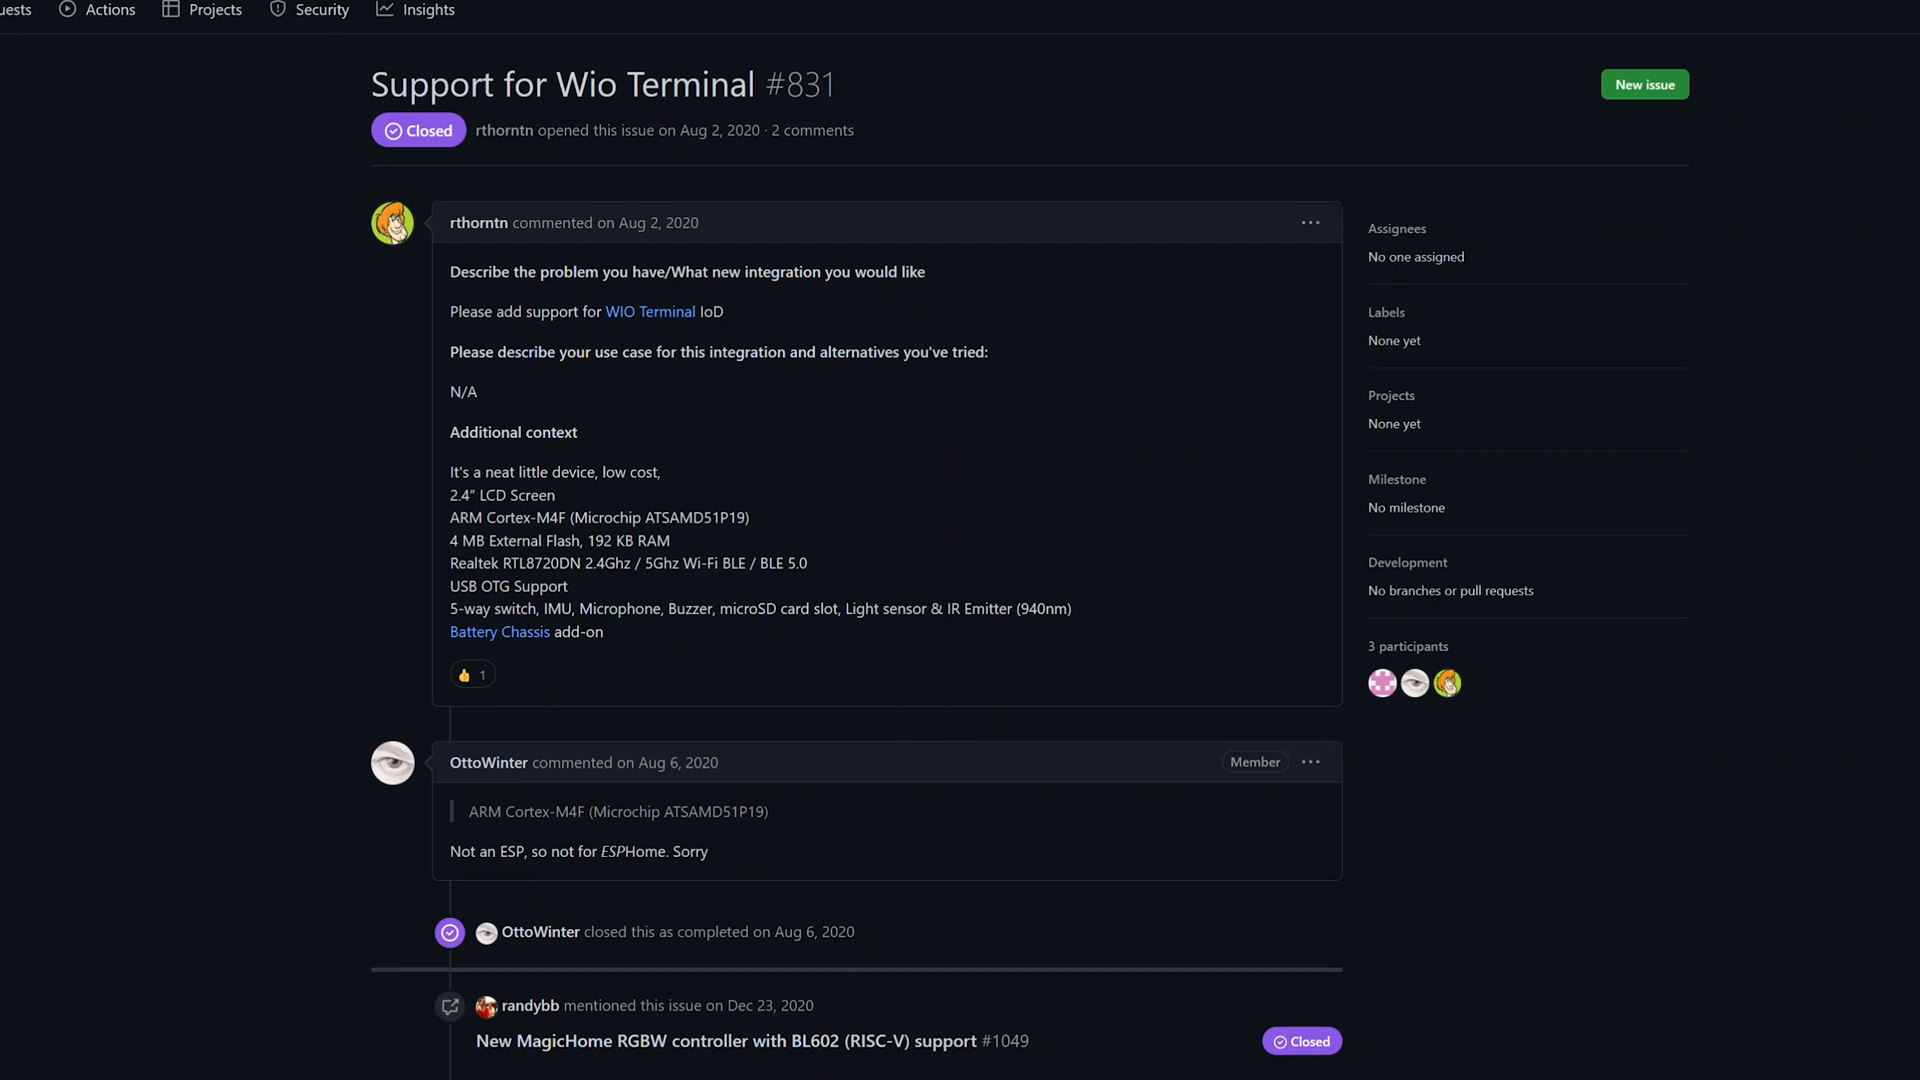 uests Actions Projects Security Insights
Support for Wio Terminal #831
New issue
Closed rthorntn opened this issue on Aug 2, 2020 · 2 comments
rthorntn commented on Aug 2, 2020
Describe the problem you have/What new integration you would like
Please add support for WIO Terminal IoD
Please describe your use case for this integration and alternatives you've tried:
N/A
Additional context
It's a neat little device, low cost,
2.4″ LCD Screen
ARM Cortex-M4F (Microchip ATSAMD51P19)
4 MB External Flash, 192 KB RAM
Realtek RTL8720DN 2.4Ghz / 5Ghz Wi-Fi BLE / BLE 5.0
USB OTG Support
5-way switch, IMU, Microphone, Buzzer, microSD card slot, Light sensor & IR Emitter (940nm)
Battery Chassis add-on
👍 1
Assignees
No one assigned
Labels
None yet
Projects
None yet
Milestone
No milestone
Development
No branches or pull requests
3 participants
OttoWinter commented on Aug 6, 2020 Member
ARM Cortex-M4F (Microchip ATSAMD51P19)
Not an ESP, so not for ESPHome. Sorry
OttoWinter closed this as completed on Aug 6, 2020
randybb mentioned this issue on Dec 23, 2020
New MagicHome RGBW controller with BL602 (RISC-V) support #1049
Closed